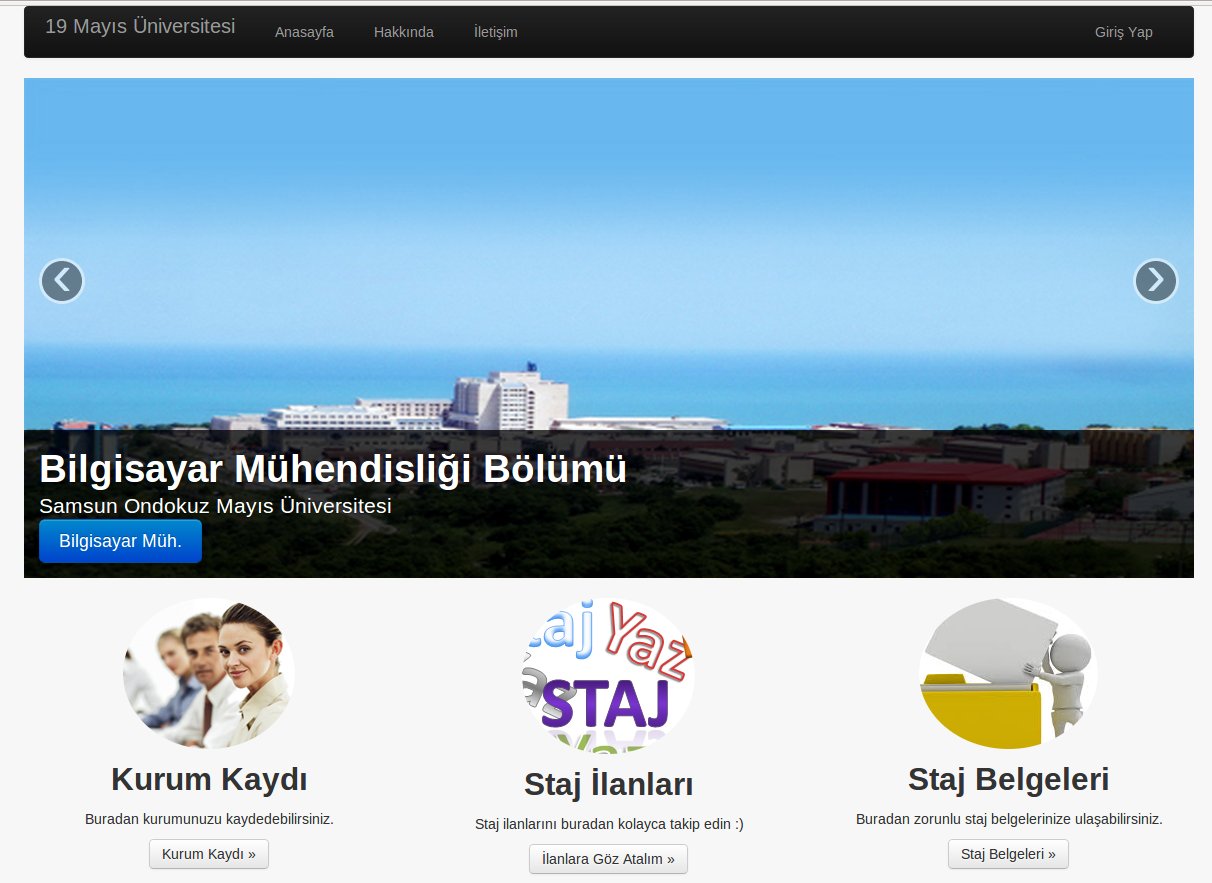 19 Mayıs Üniversitesi Anasayfa Hakkında İletişim Giriş Yap
Bilgisayar Mühendisliği Bölümü
Samsun Ondokuz Mayıs Üniversitesi
Bilgisayar Müh.
taj
Yaz
STAJ
Kurum Kaydı
Staj İlanları
Staj Belgeleri
Buradan kurumunuzu kaydedebilirsiniz.
Staj ilanlarını buradan kolayca takip edin :)
Buradan zorunlu staj belgelerinize ulaşabilirsiniz.
Kurum Kaydı »
İlanlara Göz Atalım »
Staj Belgeleri »